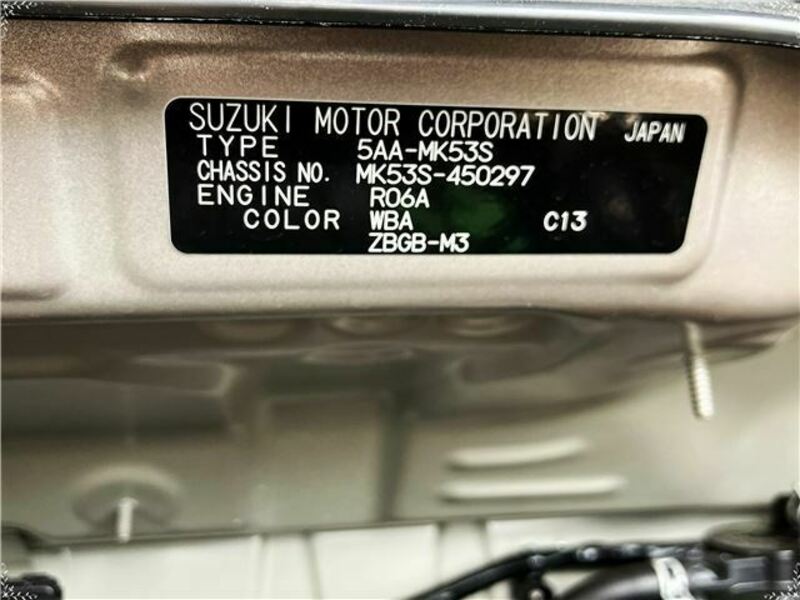 SUZUKI MOTOR CORPORATION JAPAN
TYPE 5AA-MK53S
CHASSIS NO. MK53S-450297
ENGINE R06A
COLOR WBA C13
ZBGB-M3